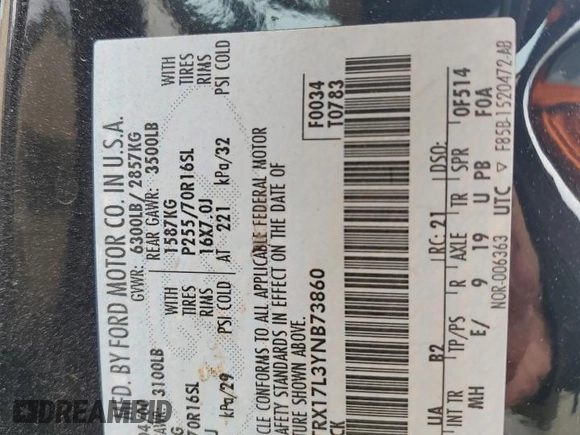 FD. BY FORD MOTOR CO. IN U.S.A.
GVWR: 6300LB/ 2857KG
3100LB REAR GAWR: 3500LB
KG 1587KG WITH
70R16SL P255/70R16SL TIRES
J 16X7.0J RIMS
kPa/29 PSI COLD AT 221 kPa/32 PSI COLD
CLE CONFORMS TO ALL APPLICABLE FEDERAL MOTOR
AFETY STANDARDS IN EFFECT ON THE DATE OF
TURE SHOWN ABOVE.
TRX17L3YNB73860
CK
F0034
T0783
UA B2 RC: 21 DSO:
INT TR TP/PS R AXLE TR SPR 0F514
MH E/ 9 19 U PB F0A
NOR-006363 UTC ▽ F85B-1520472-AB
WITH
TIRES
RIMS
DREAMBID